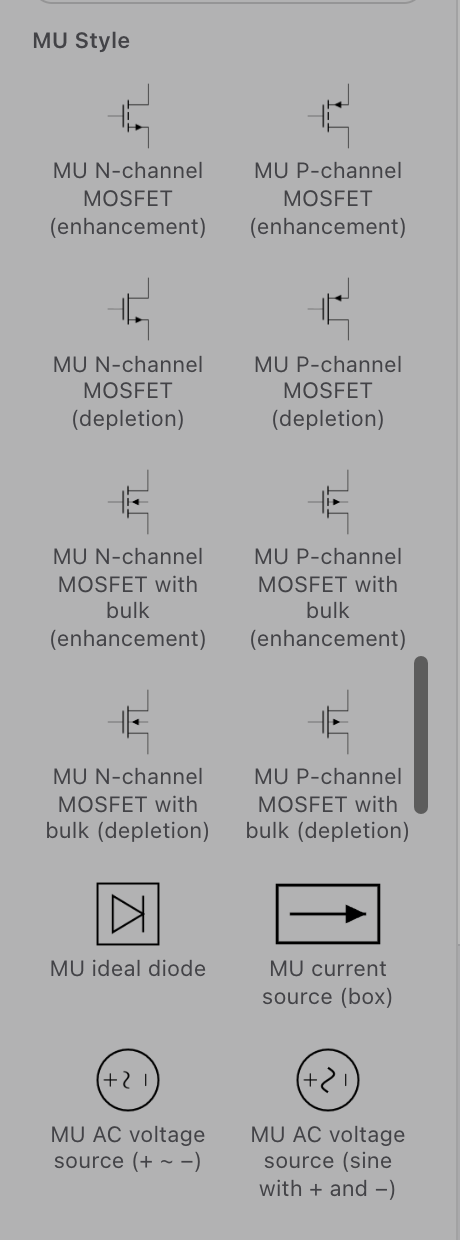 MU Style
MU N-channel
MOSFET
(enhancement)
MU P-channel
MOSFET
(enhancement)
MU N-channel
MOSFET
(depletion)
MU P-channel
MOSFET
(depletion)
MU N-channel
MOSFET with
bulk
(enhancement)
MU P-channel
MOSFET with
bulk
(enhancement)
MU N-channel
MOSFET with
bulk (depletion)
MU P-channel
MOSFET with
bulk (depletion)
MU ideal diode
MU current
source (box)
MU AC voltage
source (+ ~ −)
MU AC voltage
source (sine
with + and −)